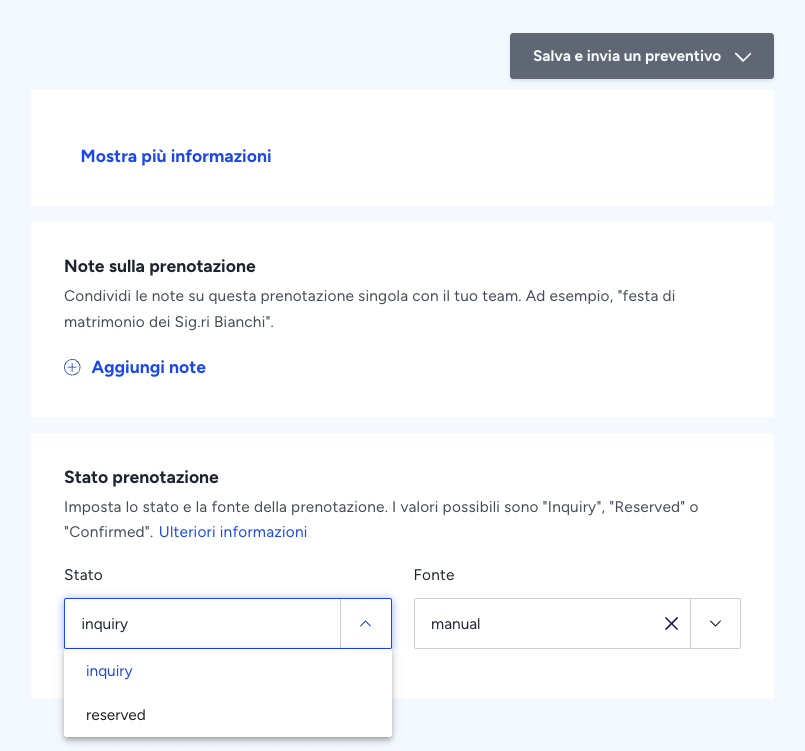 Salva e invia un preventivo
Mostra più informazioni
Note sulla prenotazione
Condividi le note su questa prenotazione singola con il tuo team. Ad esempio, "festa di
matrimonio dei Sig.ri Bianchi".
Aggiungi note
Stato prenotazione
Imposta lo stato e la fonte della prenotazione. I valori possibili sono "Inquiry", "Reserved" o
"Confirmed". Ulteriori informazioni
Stato
Fonte
inquiry
manual
inquiry
reserved